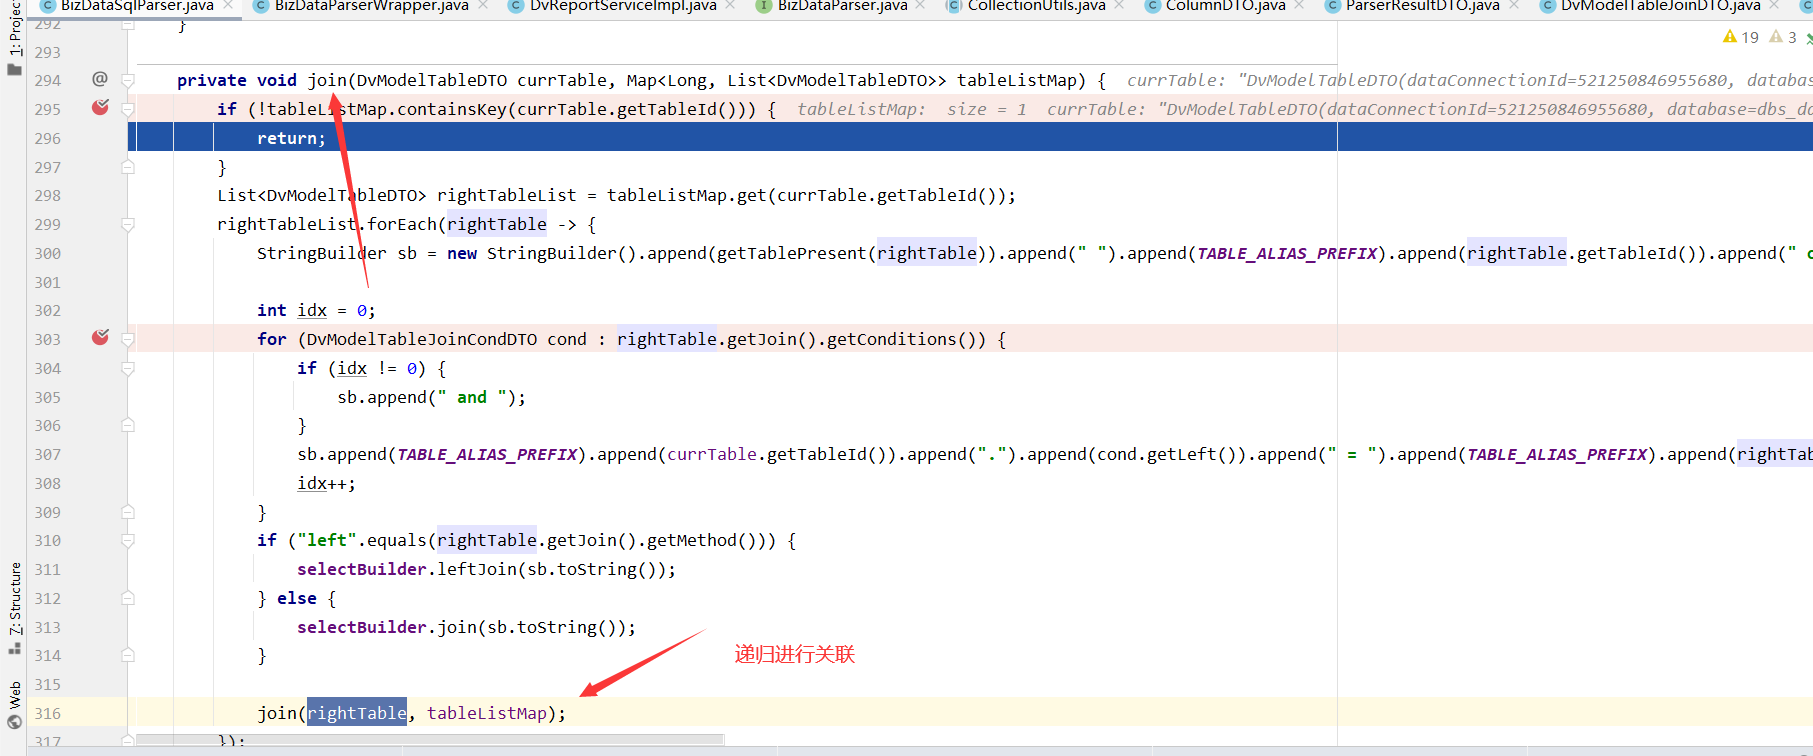 BizDataSqlParser.java BizDataParserWrapper.java DvReportServiceImpl.java BizDataParser.java CollectionUtils.java ColumnDTO.java ParserResultDTO.java DvModelTableJoinDTO.java
1: Project
19 3
292 }
293
294 @ private void join(DvModelTableDTO currTable, Map<Long, List<DvModelTableDTO>> tableListMap) { currTable: "DvModelTableDTO(dataConnectionId=521250846955680, databas
295 if (!tableListMap.containsKey(currTable.getTableId())) { tableListMap: size = 1 currTable: "DvModelTableDTO(dataConnectionId=521250846955680, database=dbs_da
296 return;
297 }
298 List<DvModelTableDTO> rightTableList = tableListMap.get(currTable.getTableId());
299 rightTableList.forEach(rightTable -> {
300 StringBuilder sb = new StringBuilder().append(getTablePresent(rightTable)).append(" ").append(TABLE_ALIAS_PREFIX).append(rightTable.getTableId()).append(" o
301
302 int idx = 0;
303 for (DvModelTableJoinCondDTO cond : rightTable.getJoin().getConditions()) {
304 if (idx != 0) {
305 sb.append(" and ");
306 }
307 sb.append(TABLE_ALIAS_PREFIX).append(currTable.getTableId()).append(".").append(cond.getLeft()).append(" = ").append(TABLE_ALIAS_PREFIX).append(rightTab
308 idx++;
309 }
310 if ("left".equals(rightTable.getJoin().getMethod())) {
311 selectBuilder.leftJoin(sb.toString());
312 } else {
313 selectBuilder.join(sb.toString());
314 }
递归进行关联
315
316 join(rightTable, tableListMap);
317 });
Z: Structure
Web